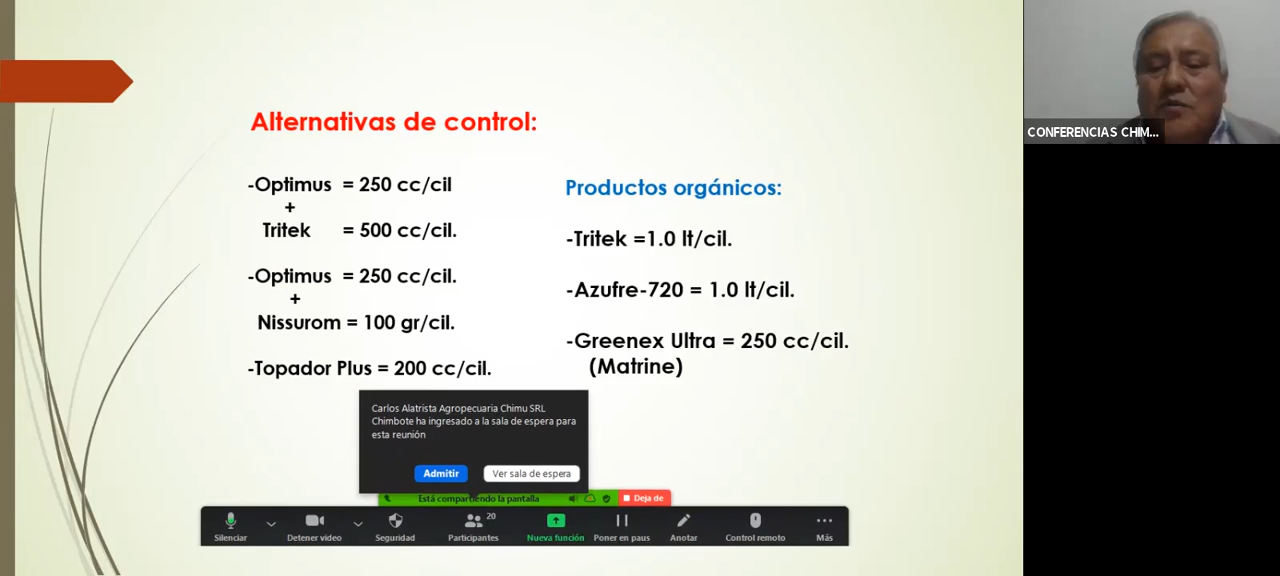 Alternativas de control:
-Optimus = 250 cc/cil
+
Tritek = 500 cc/cil.
-Optimus = 250 cc/cil.
+
Nissurom = 100 gr/cil.
-Topador Plus = 200 cc/cil.
Productos orgánicos:
-Tritek =1.0 lt/cil.
-Azufre-720 = 1.0 lt/cil.
-Greenex Ultra = 250 cc/cil.
(Matrine)
CONFERENCIAS CHIM...
Carlos Alatrista Agropecuaria Chimu SRL
Chimbote ha ingresado a la sala de espera para
esta reunión
Admitir
Ver sala de espera
Está compartiendo la pantalla
Deja de
20
Silenciar
Detener video
Seguridad
Participantes
Nueva función
Poner en paus
Anotar
Control remoto
Más